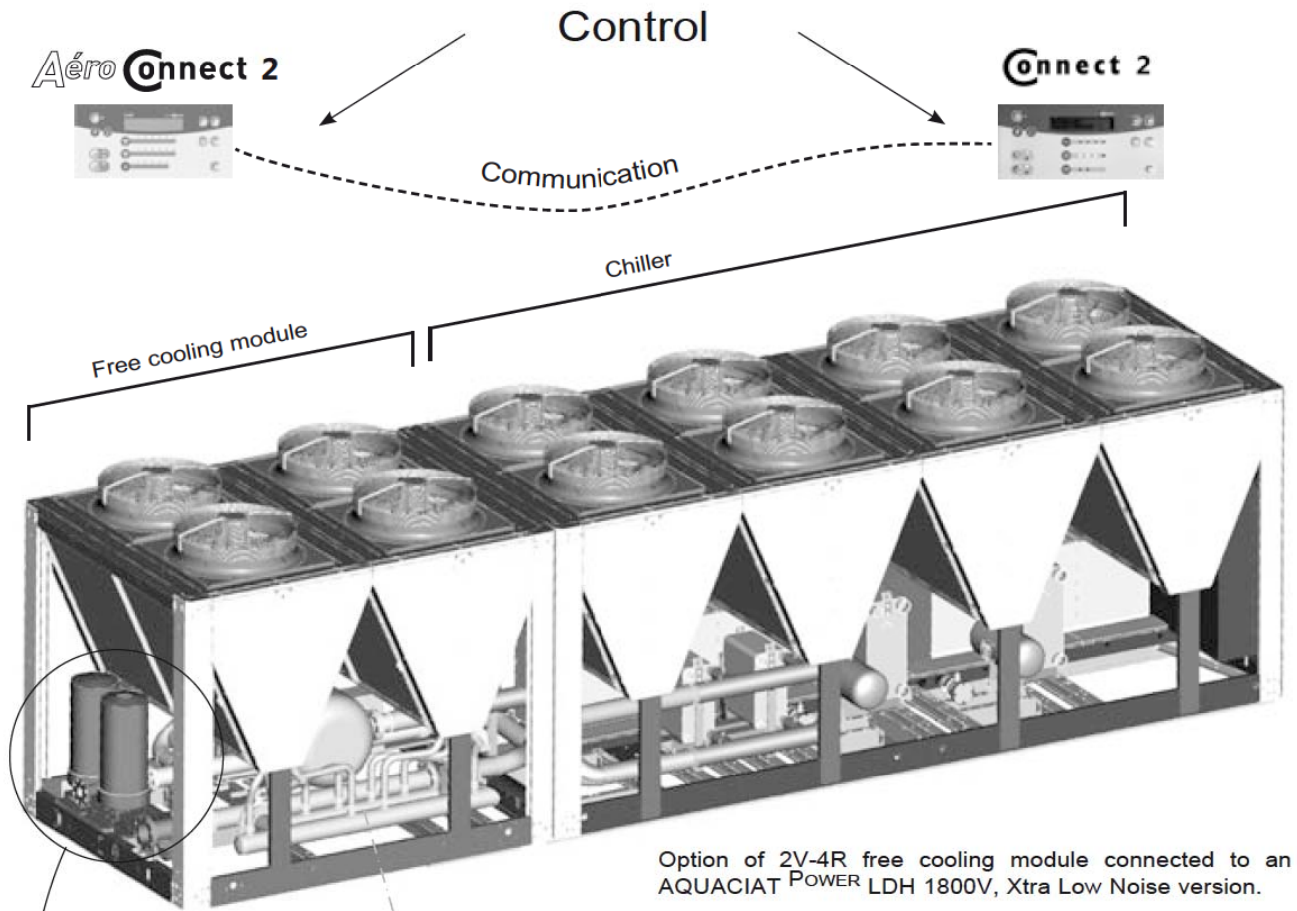 Control
Aéro Connect 2
Connect 2
Communication
Chiller
Free cooling module
Option of 2V-4R free cooling module connected to an
AQUACIAT POWER LDH 1800V, Xtra Low Noise version.